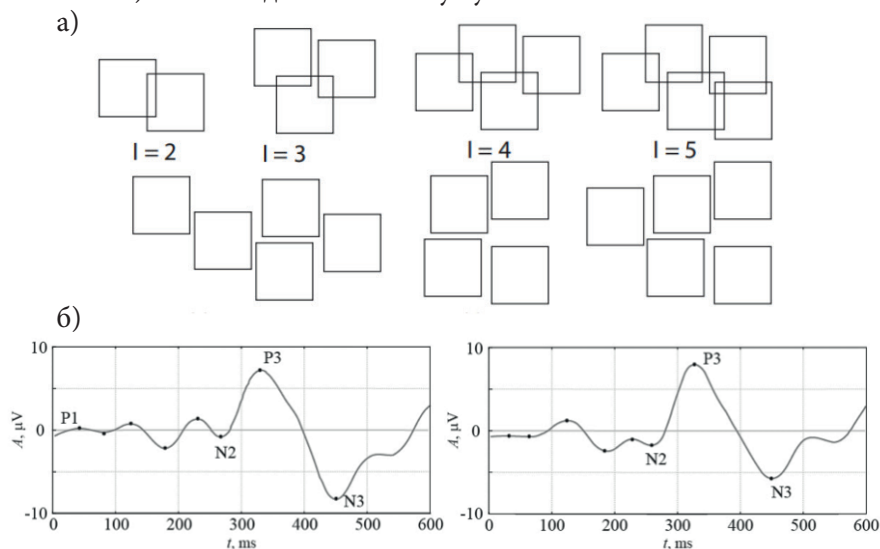 а)
l = 2
l = 3
l = 4
l = 5
б)
10
0
-10
A, μV
P1
N2
P3
N3
0
100
200
300
400
500
600
t, ms
10
0
-10
A, μV
N2
P3
N3
0
100
200
300
400
500
600
t, ms